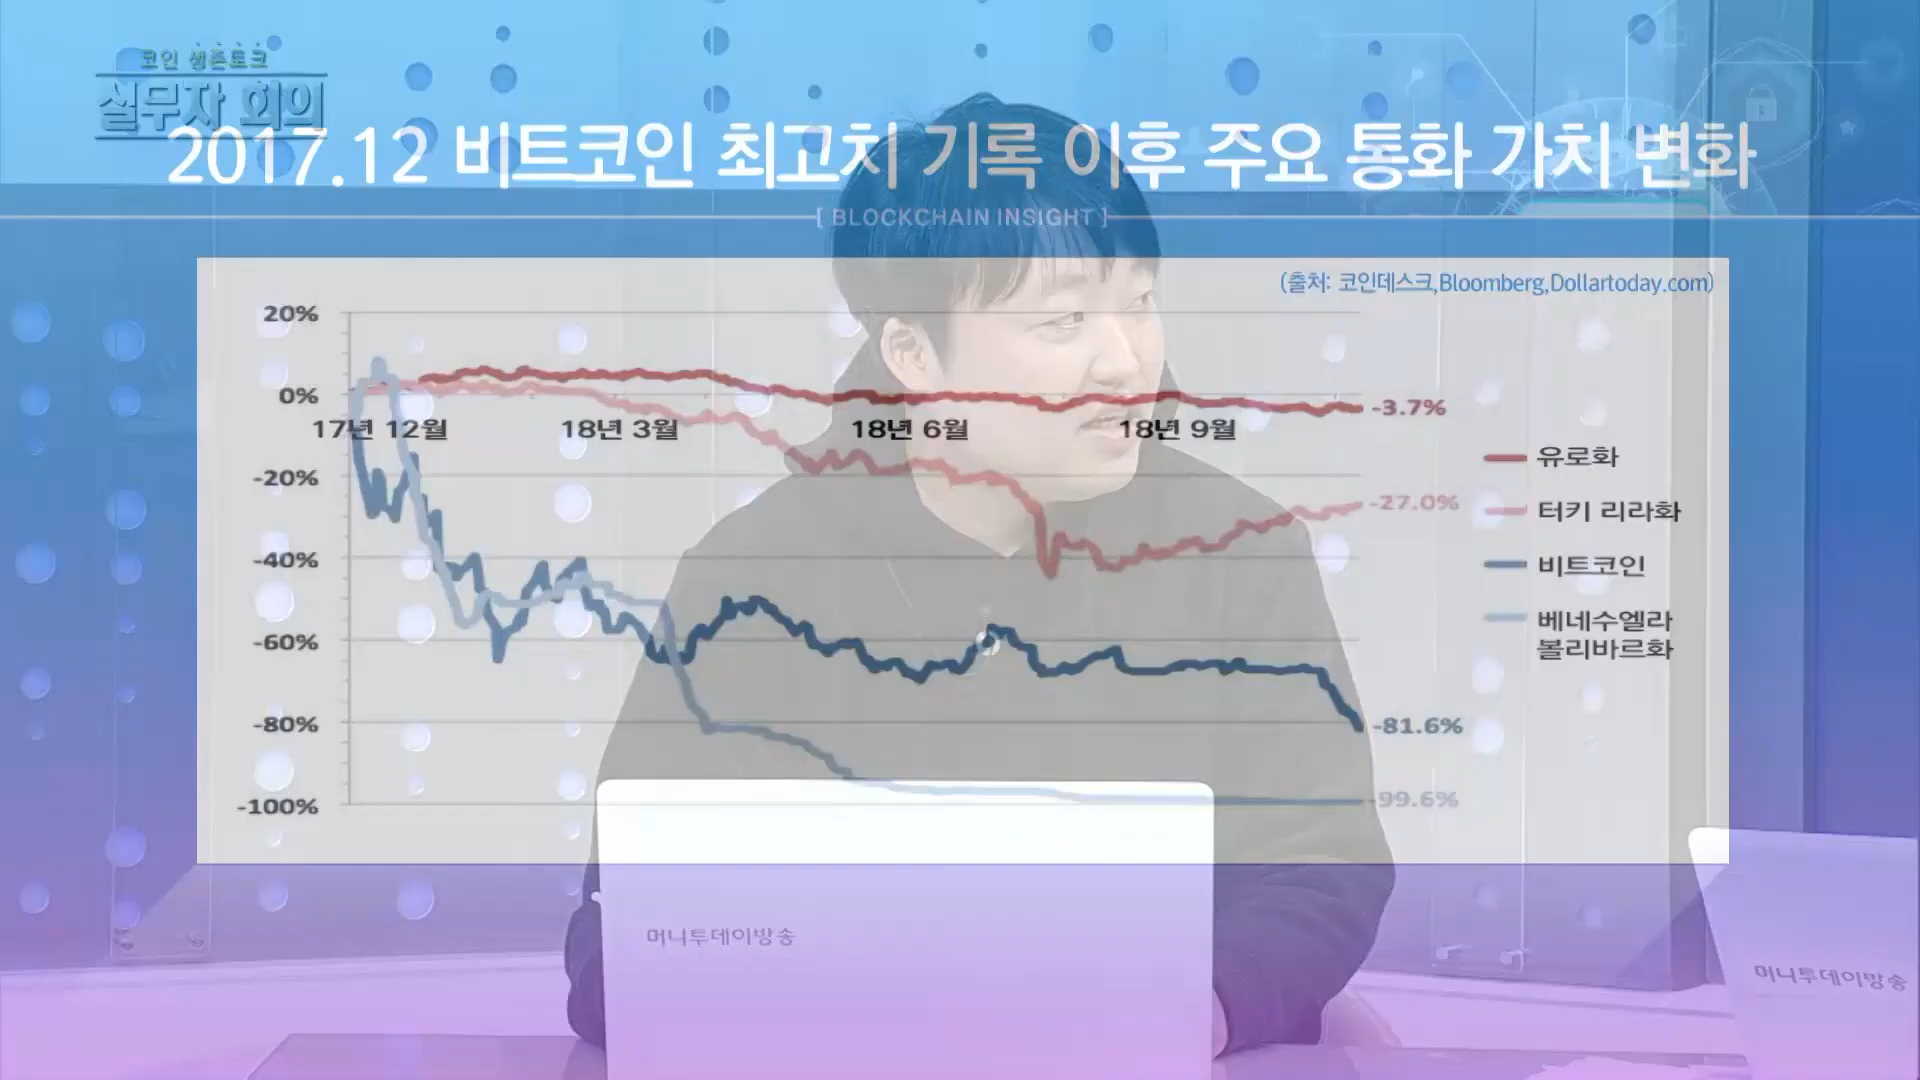 코인 생존토크
실무자 회의
2017.12 비트코인 최고치 기록 이후 주요 통화 가치 변화
[ BLOCKCHAIN INSIGHT ]
(출처: 코인데스크,Bloomberg,Dollartoday.com)
20%
0%
-20%
-40%
-60%
-80%
-100%
17년 12월
18년 3월
18년 6월
18년 9월
-3.7%
-27.0%
-81.6%
-99.6%
유로화
터키 리라화
비트코인
베네수엘라
볼리바르화
머니투데이방송
머니투데이방송